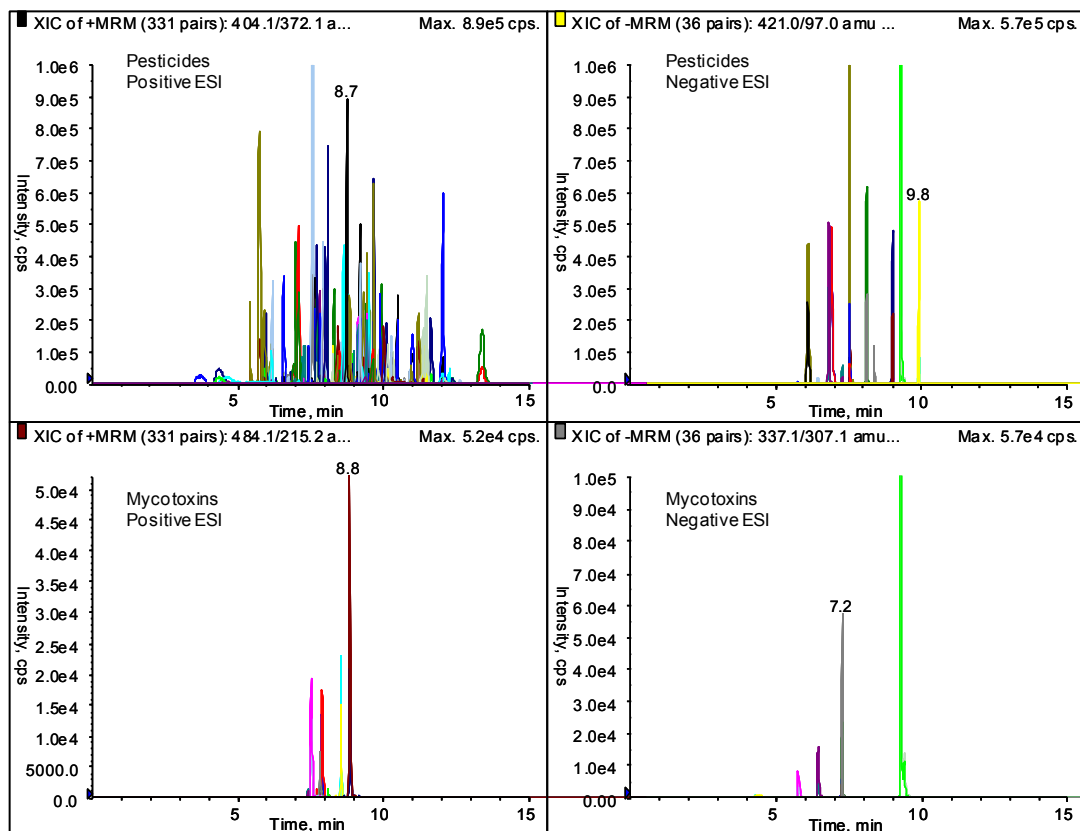 XIC of +MRM (331 pairs): 404.1/372.1 a... Max. 8.9e5 cps.
Pesticides
Positive ESI
8.7
1.0e6
9.0e5
8.0e5
7.0e5
6.0e5
5.0e5
4.0e5
3.0e5
2.0e5
1.0e5
0.00
Intensity, cps
5 10 15
Time, min
XIC of -MRM (36 pairs): 421.0/97.0 amu ... Max. 5.7e5 cps.
Pesticides
Negative ESI
9.8
1.0e6
9.0e5
8.0e5
7.0e5
6.0e5
5.0e5
4.0e5
3.0e5
2.0e5
1.0e5
0.00
Intensity, cps
5 10 15
Time, min
XIC of +MRM (331 pairs): 484.1/215.2 a... Max. 5.2e4 cps.
8.8
Mycotoxins
Positive ESI
5.0e4
4.5e4
4.0e4
3.5e4
3.0e4
2.5e4
2.0e4
1.5e4
1.0e4
5000.0
0.0
Intensity, cps
5 10 15
Time, min
XIC of -MRM (36 pairs): 337.1/307.1 amu... Max. 5.7e4 cps.
Mycotoxins
Negative ESI
7.2
1.0e5
9.0e4
8.0e4
7.0e4
6.0e4
5.0e4
4.0e4
3.0e4
2.0e4
1.0e4
0.00
Intensity, cps
5 10 15
Time, min